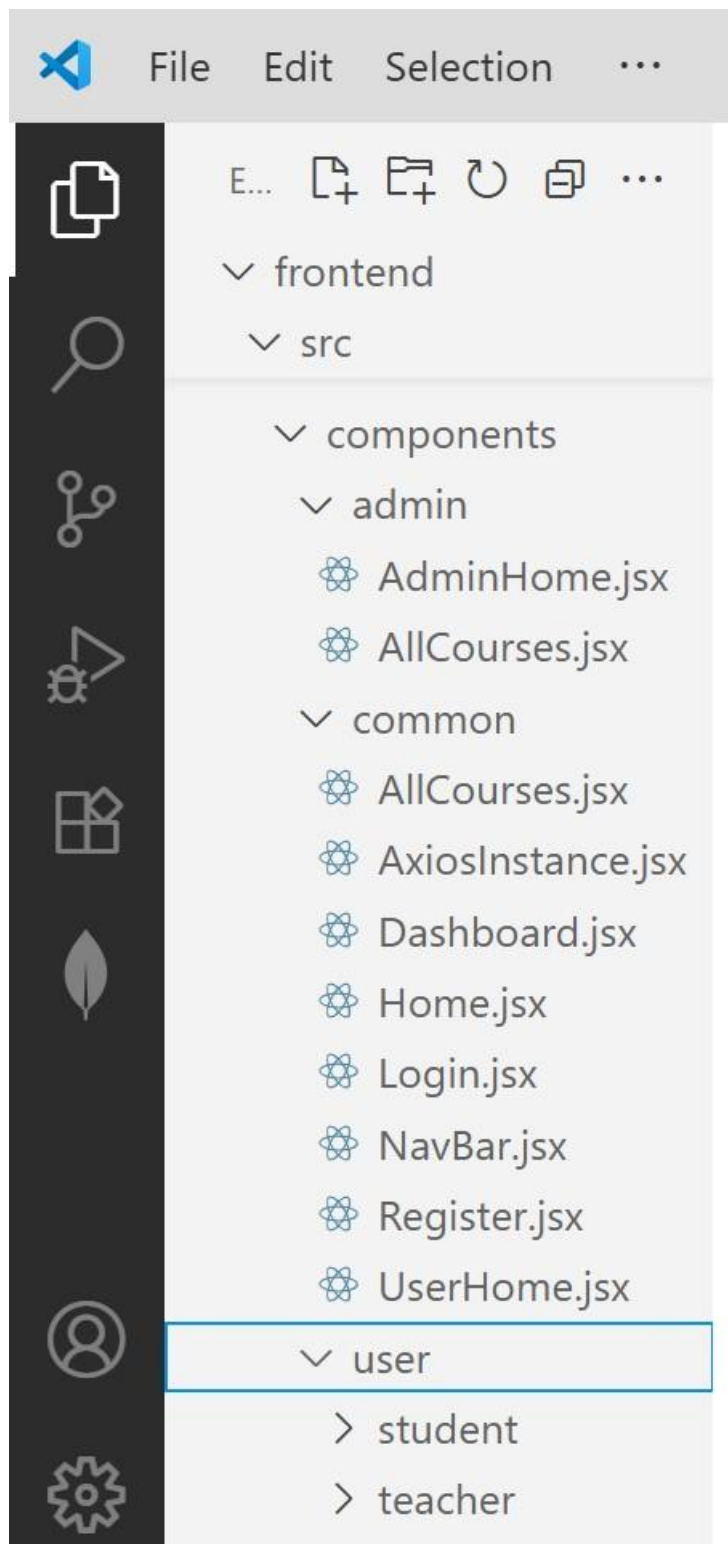 File Edit Selection ...
E...
frontend
src
components
admin
AdminHome.jsx
AllCourses.jsx
common
AllCourses.jsx
AxiosInstance.jsx
Dashboard.jsx
Home.jsx
Login.jsx
NavBar.jsx
Register.jsx
UserHome.jsx
user
student
teacher